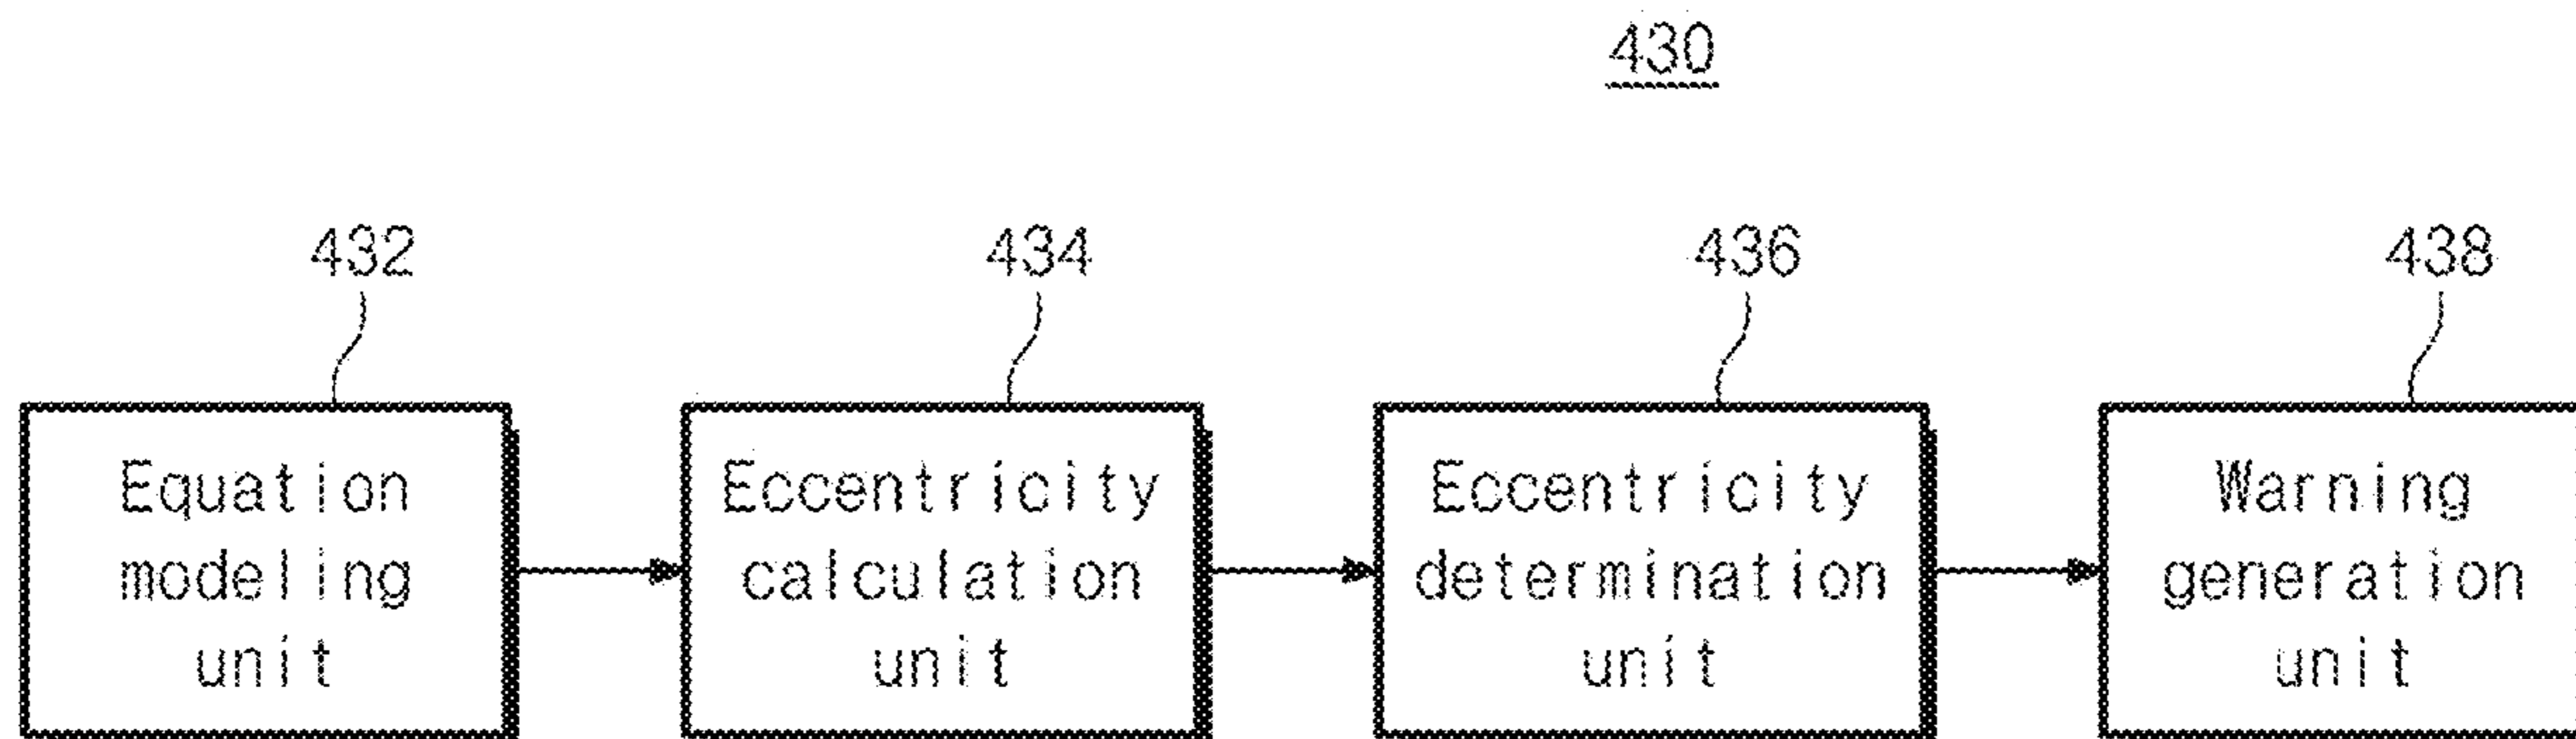 430
432
434
436
438
Equation
modeling
unit
Eccentricity
calculation
unit
Eccentricity
determination
unit
Warning
generation
unit